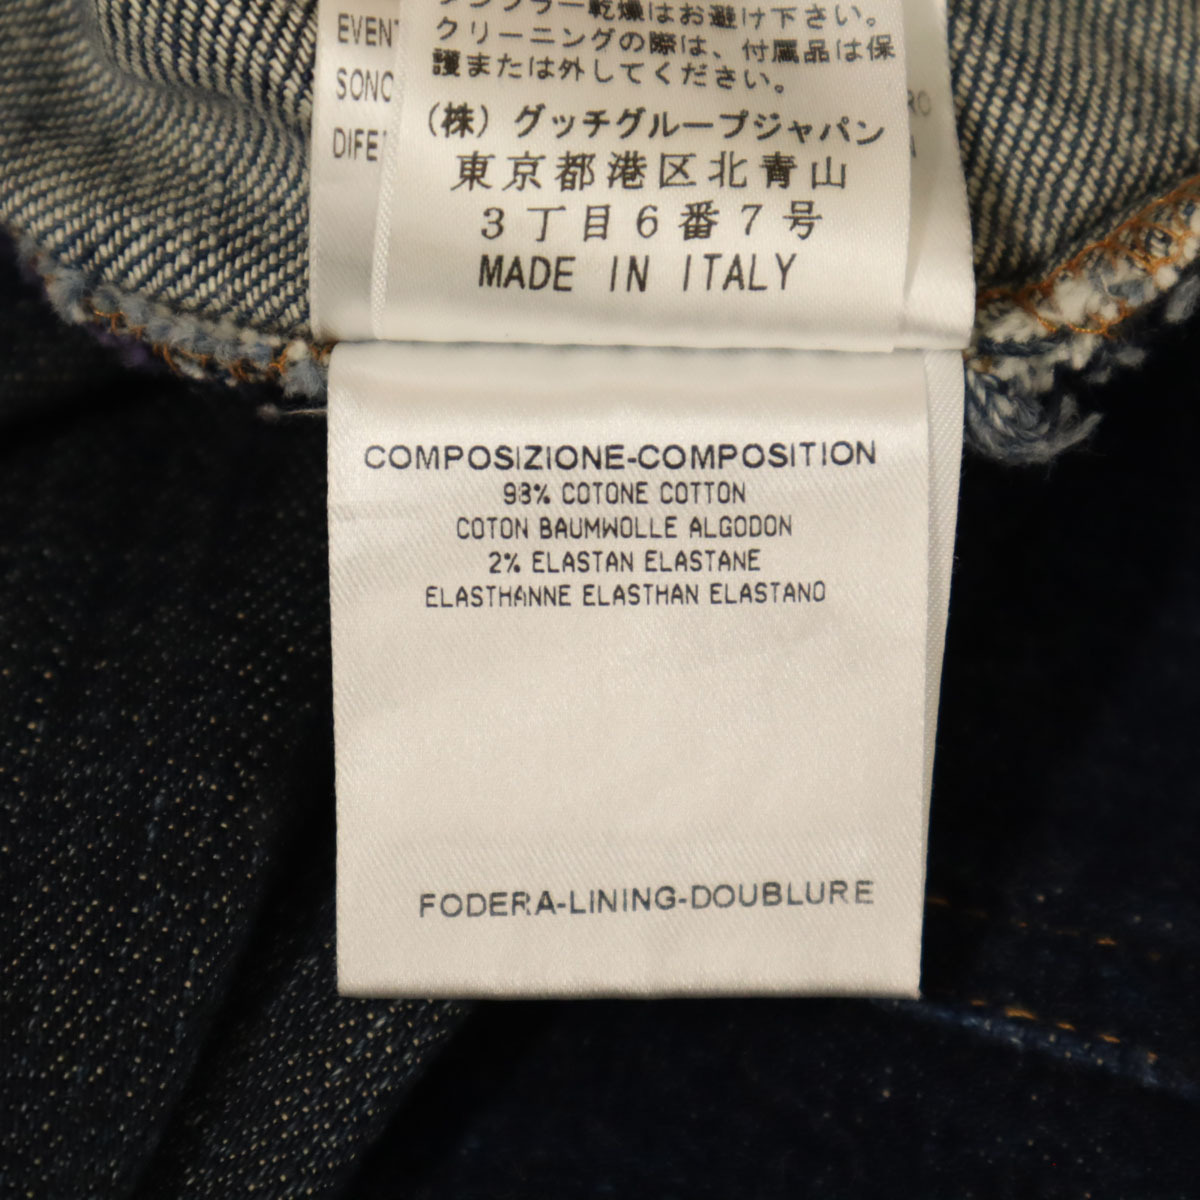 ンブラー乾燥はお避け下さい。
クリーニングの際は、付属品は保
護または外してください。
(株)グッチグループジャパン
東京都港区北青山
3丁目6番7号
MADE IN ITALY
EVENT
SONO
DIFE
RO
COMPOSIZIONE-COMPOSITION
98% COTONE COTTON
COTON BAUMWOLLE ALGODON
2% ELASTAN ELASTANE
ELASTHANNE ELASTHAN ELASTANO
FODERA-LINING-DOUBLURE